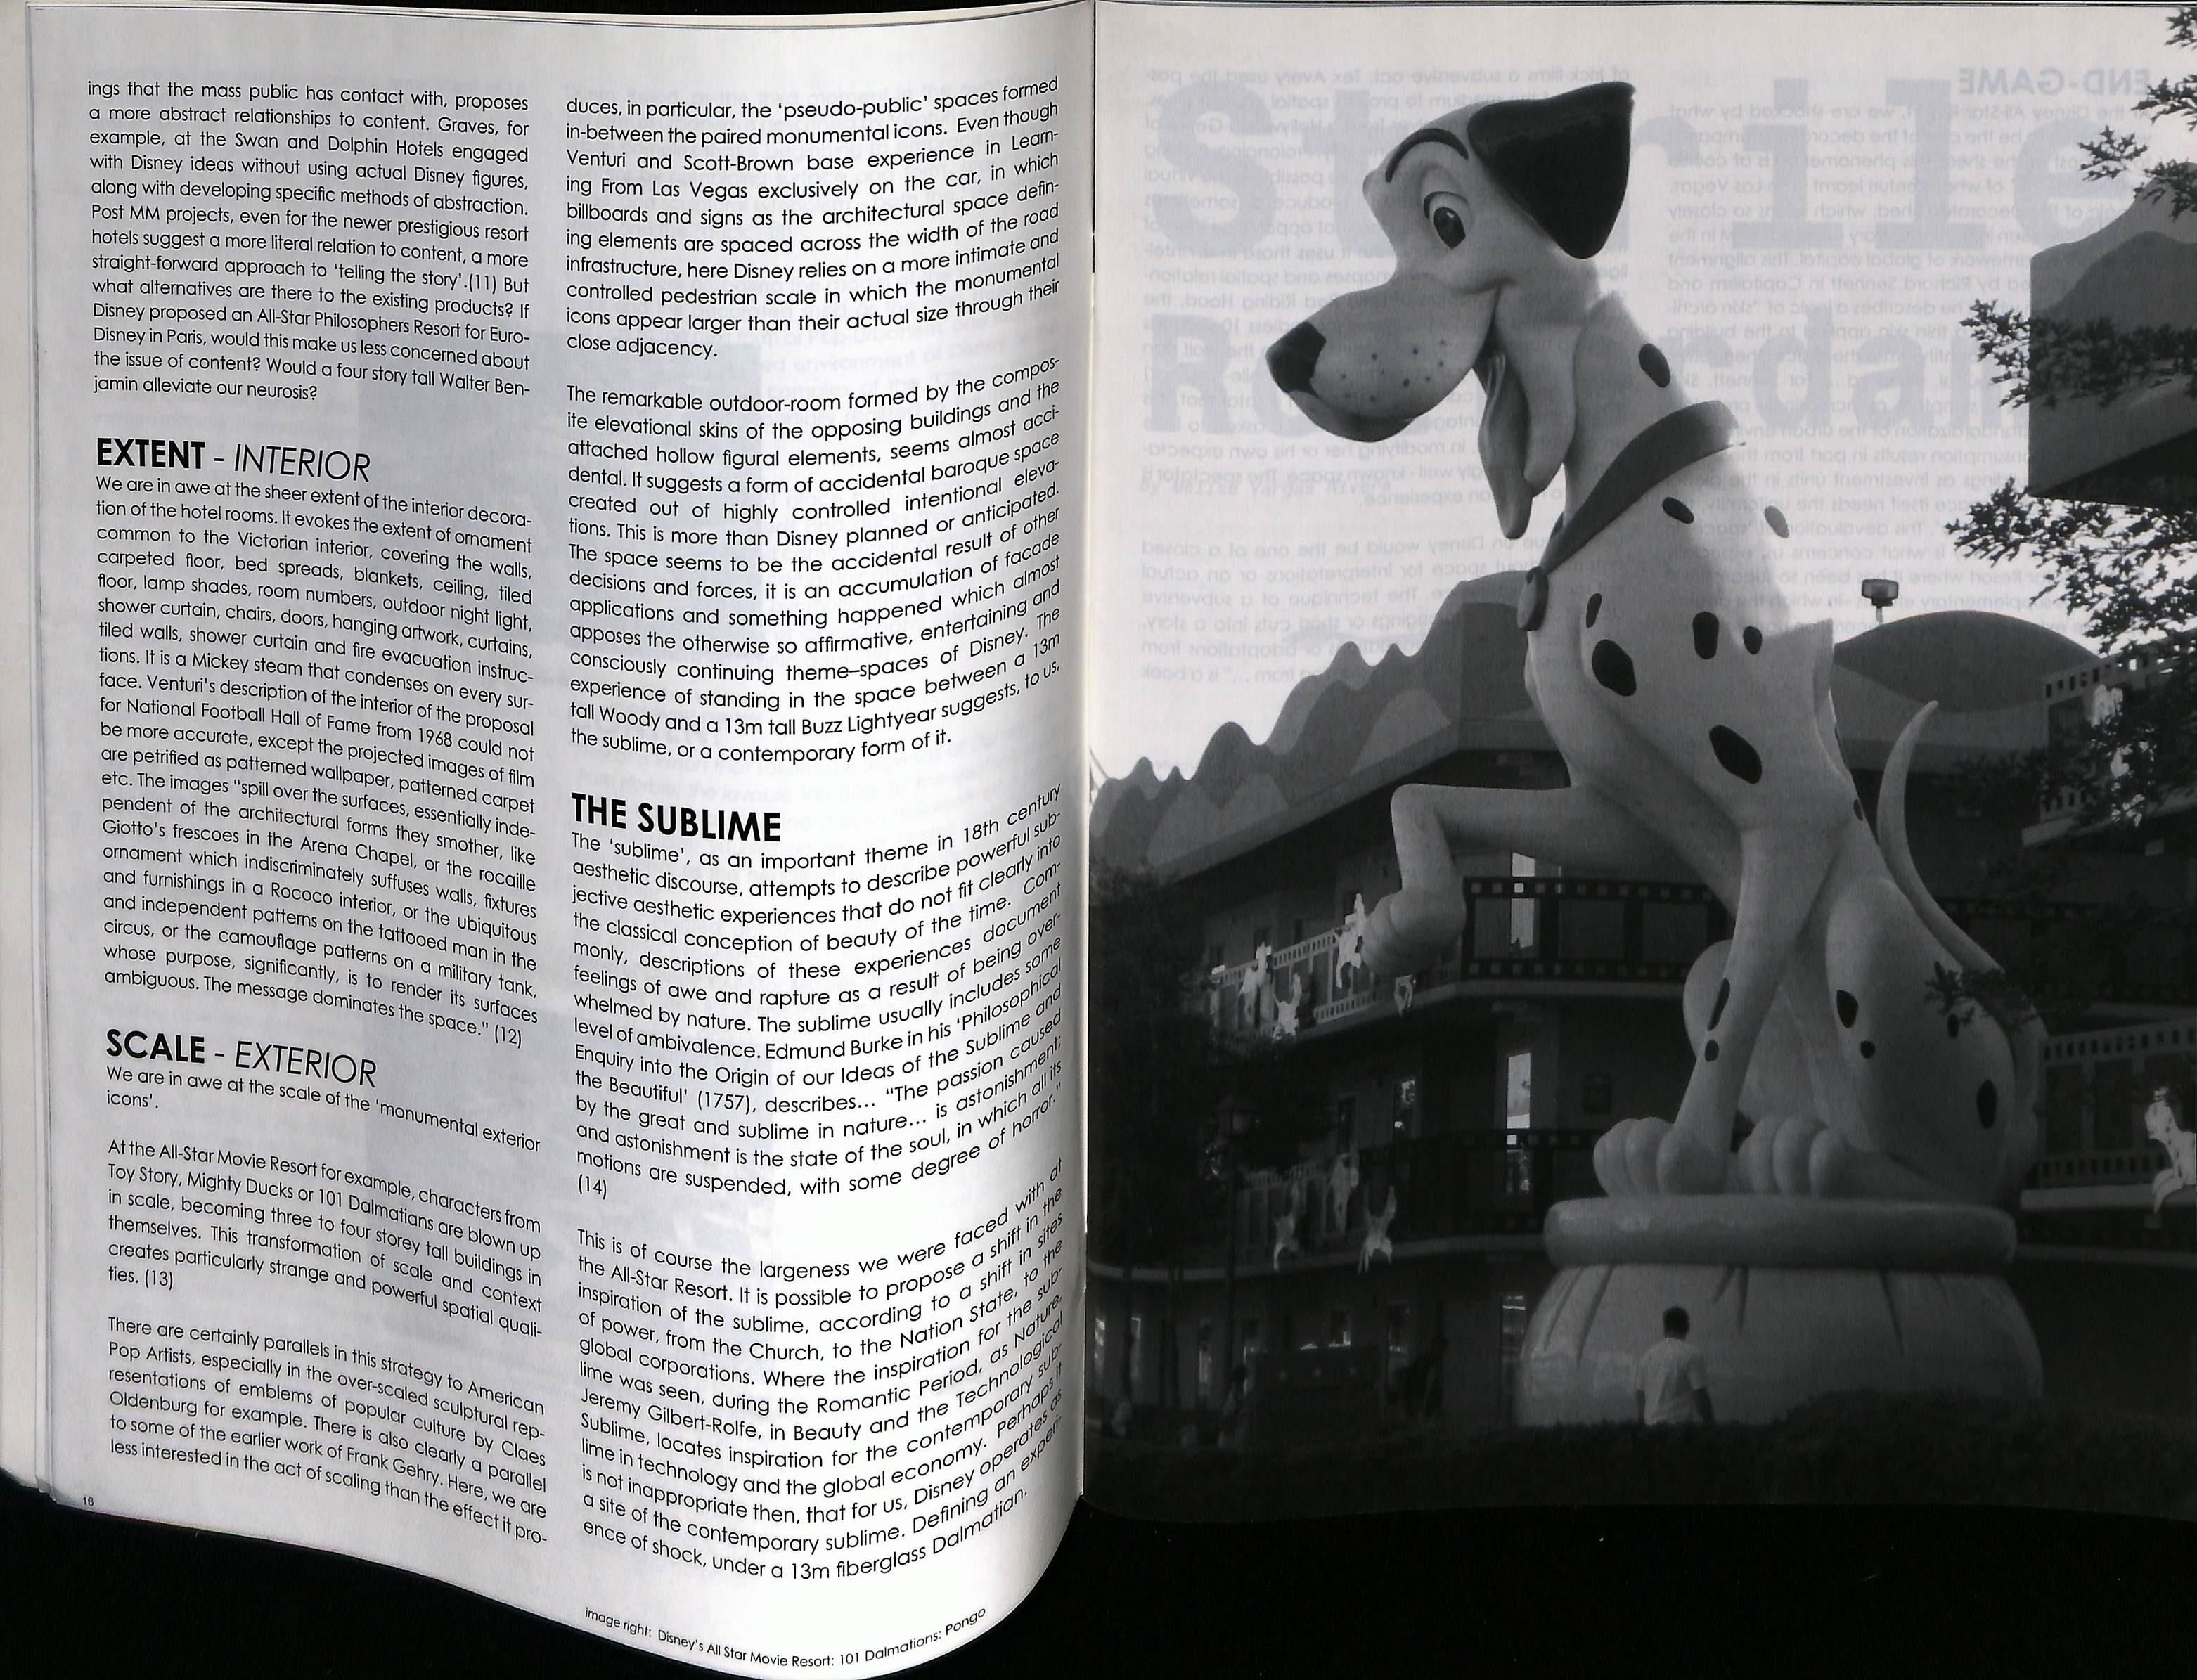 ings that the mass public has contact with, proposes
a more abstract relationships to content. Graves, for
example, at the Swan and Dolphin Hotels engaged
with Disney ideas without using actual Disney figures,
along with developing specific methods of abstraction.
Post MM projects, even for the newer prestigious resort
hotels suggest a more literal relation to content, a more
straight-forward approach to ‘telling the story’.(11) But
what alternatives are there to the existing products? If
Disney proposed an All-Star Philosophers Resort for Euro-
Disney in Paris, would this make us less concerned about
the issue of content? Would a four story tall Walter Ben-
jamin alleviate our neurosis?
EXTENT - INTERIOR
We are in awe at the sheer extent of the interior decora-
tion of the hotel rooms. It evokes the extent of ornament
common to the Victorian interior, covering the walls,
carpeted floor, bed spreads, blankets, ceiling, tiled
floor, lamp shades, room numbers, outdoor night light,
shower curtain, chairs, doors, hanging artwork, curtains,
tiled walls, shower curtain and fire evacuation instruc-
tions. It is a Mickey steam that condenses on every sur-
face. Venturi's description of the interior of the proposal
for National Football Hall of Fame from 1968 could not
be more accurate, except the projected images of film
are petrified as patterned wallpaper, patterned carpet
etc. The images “spill over the surfaces, essentially inde-
pendent of the architectural forms they smother, like
Giotto's frescoes in the Arena Chapel, or the rocaille
ornament which indiscriminately suffuses walls, fixtures
and furnishings in a Rococo interior, or the ubiquitous
and independent patterns on the tattooed man in the
circus, or the camouflage patterns on a military tank,
whose purpose, significantly, is to render its surfaces
ambiguous. The message dominates the space.” (12)
SCALE - EXTERIOR
We are in awe at the scale of the ‘monumental exterior
icons’.
At the All-Star Movie Resort for example, characters from
Toy Story, Mighty Ducks or 101 Dalmatians are blown up
in scale, becoming three to four storey tall buildings in
themselves. This transformation of scale and context
creates particularly strange and powerful spatial quali-
ties. (13)
There are certainly parallels in this strategy to American
Pop Artists, especially in the over-scaled sculptural rep-
resentations of emblems of popular culture by Claes
Oldenburg for example. There is also clearly a parallel
to some of the earlier work of Frank Gehry. Here, we are
less interested in the act of scaling than the effect it pro-
16
duces, in particular, the ‘pseudo-public’ spaces formed
in-between the paired monumental icons. Even though
Venturi and Scott-Brown base experience in Learn-
ing From Las Vegas exclusively on the car, in which
billboards and signs as the architectural space defin-
ing elements are spaced across the width of the road
infrastructure, here Disney relies on a more intimate and
controlled pedestrian scale in which the monumental
icons appear larger than their actual size through their
close adjacency.
The remarkable outdoor-room formed by the compos-
ite elevational skins of the opposing buildings and the
attached hollow figural elements, seems almost acci-
dental. It suggests a form of accidental baroque space
created out of highly controlled intentional eleva-
tions. This is more than Disney planned or anticipated.
The space seems to be the accidental result of other
decisions and forces, it is an accumulation of facade
applications and something happened which almost
apposes the otherwise so affirmative, entertaining and
consciously continuing theme–spaces of Disney. The
experience of standing in the space between a 13m
tall Woody and a 13m tall Buzz Lightyear suggests, to us,
the sublime, or a contemporary form of it.
THE SUBLIME
The ‘sublime’, as an important theme in 18th century
aesthetic discourse, attempts to describe powerful sub-
jective aesthetic experiences that do not fit clearly into
the classical conception of beauty of the time. Com-
monly, descriptions of these experiences document
feelings of awe and rapture as a result of being over-
whelmed by nature. The sublime usually includes some
level of ambivalence. Edmund Burke in his ‘Philosophical
Enquiry into the Origin of our Ideas of the Sublime and
the Beautiful’ (1757), describes... “The passion caused
by the great and sublime in nature... is astonishment;
and astonishment is the state of the soul, in which all its
motions are suspended, with some degree of horror.”
(14)
This is of course the largeness we were faced with at
the All-Star Resort. It is possible to propose a shift in the
inspiration of the sublime, according to a shift in sites
of power, from the Church, to the Nation State, to the
global corporations. Where the inspiration for the sub-
lime was seen, during the Romantic Period, as Nature,
Jeremy Gilbert-Rolfe, in Beauty and the Technological
Sublime, locates inspiration for the contemporary sub-
lime in technology and the global economy. Perhaps it
is not inappropriate then, that for us, Disney operates as
a site of the contemporary sublime. Defining an experi-
ence of shock, under a 13m fiberglass Dalmatian.
image right: Disney's All Star Movie Resort: 101 Dalmations: Pongo